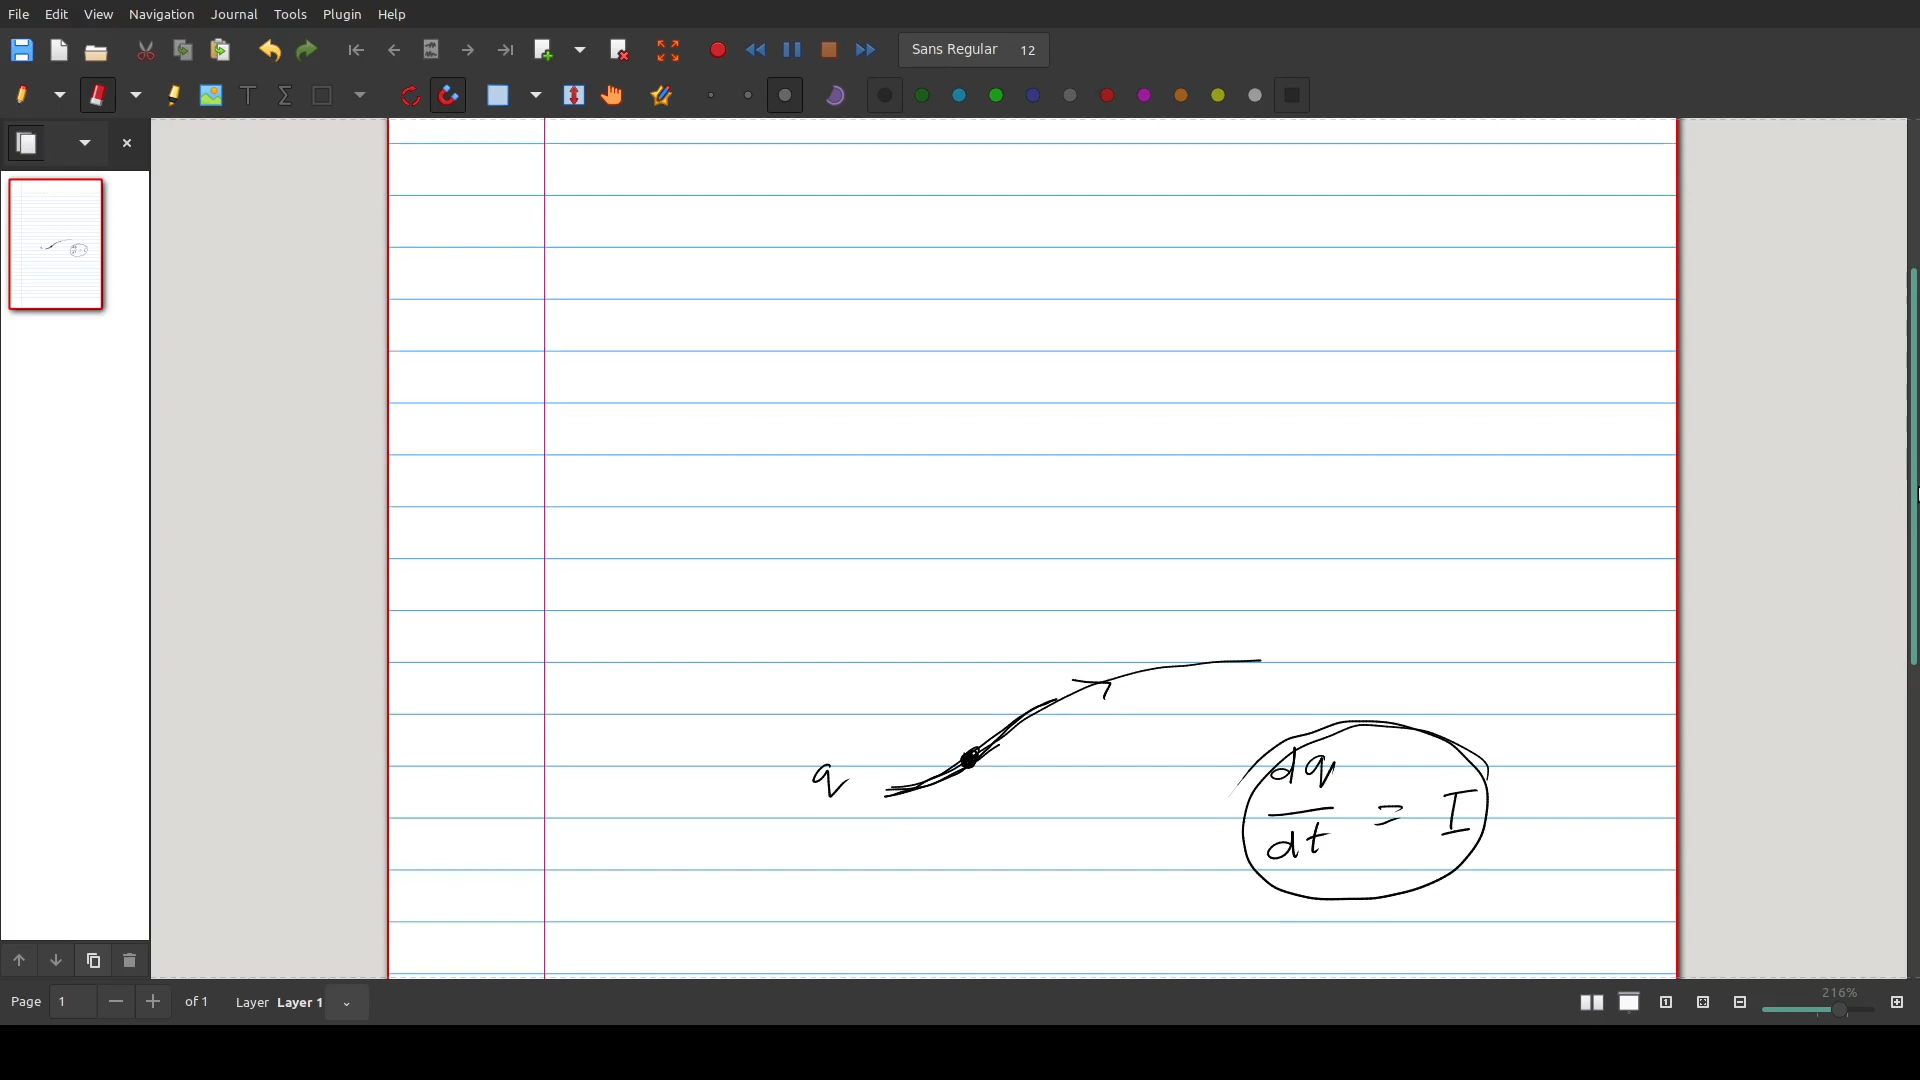 File Edit View Navigation Journal Tools Plugin Help
Sans Regular 12
q
dq
dt
= I
Page 1 of 1 Layer Layer 1
216%